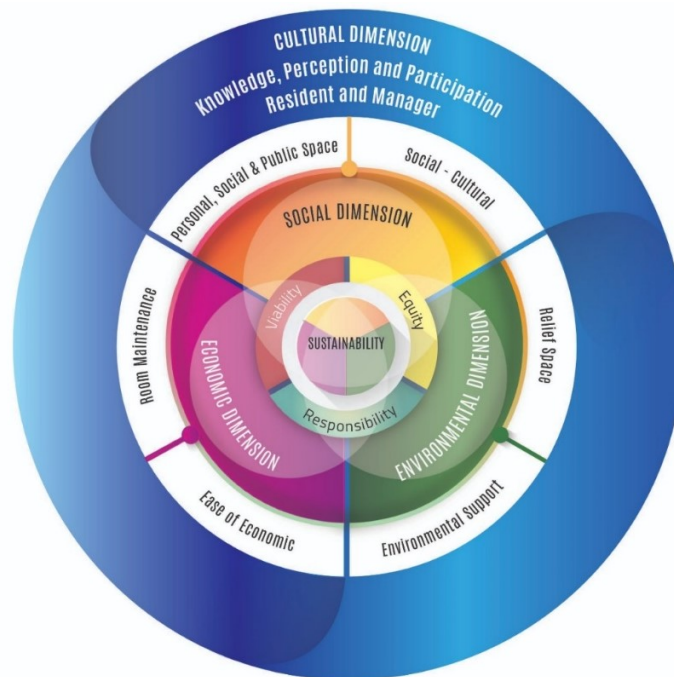 CULTURAL DIMENSION
Knowledge, Perception and Participation
Resident and Manager
Personal, Social & Public Space
Social - Cultural
SOCIAL DIMENSION
Viability
Equity
Room Maintenance
Relief Space
SUSTAINABILITY
ECONOMIC DIMENSION
ENVIRONMENTAL DIMENSION
Responsibility
Ease of Economic
Environmental Support